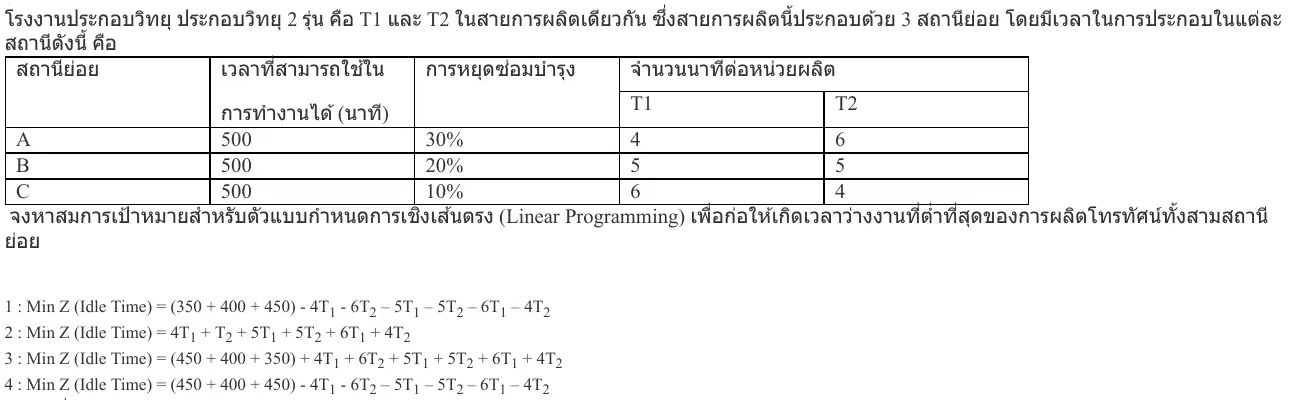 โรงงานประกอบวิทยุ ประกอบวิทยุ 2 รุ่น คือ T1 และ T2 ในสายการผลิตเดียวกัน ซึ่งสายการผลิตนี้ประกอบด้วย 3 สถานีย่อย โดยมีเวลาในการประกอบในแต่ละ
สถานีดังนี้ คือ
สถานีย่อย เวลาที่สามารถใช้ใน การหยุดซ่อมบำรุง จำนวนนาทีต่อหน่วยผลิต
การทำงานได้ (นาที) T1 T2
A 500 30% 4 6
B 500 20% 5 5
C 500 10% 6 4
จงหาสมการเป้าหมายสำหรับตัวแบบกำหนดการเชิงเส้นตรง (Linear Programming) เพื่อก่อให้เกิดเวลาว่างงานที่ต่ำที่สุดของการผลิตโทรทัศน์ทั้งสามสถานี
ย่อย
1 : Min Z (Idle Time) = (350 + 400 + 450) - 4T1 - 6T2 – 5T1 – 5T2 – 6T1 – 4T2
2 : Min Z (Idle Time) = 4T1 + T2 + 5T1 + 5T2 + 6T1 + 4T2
3 : Min Z (Idle Time) = (450 + 400 + 350) + 4T1 + 6T2 + 5T1 + 5T2 + 6T1 + 4T2
4 : Min Z (Idle Time) = (450 + 400 + 450) - 4T1 - 6T2 – 5T1 – 5T2 – 6T1 – 4T2